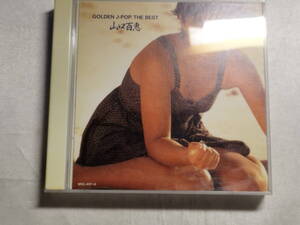 GOLDEN J-POP THE BEST
山口百恵